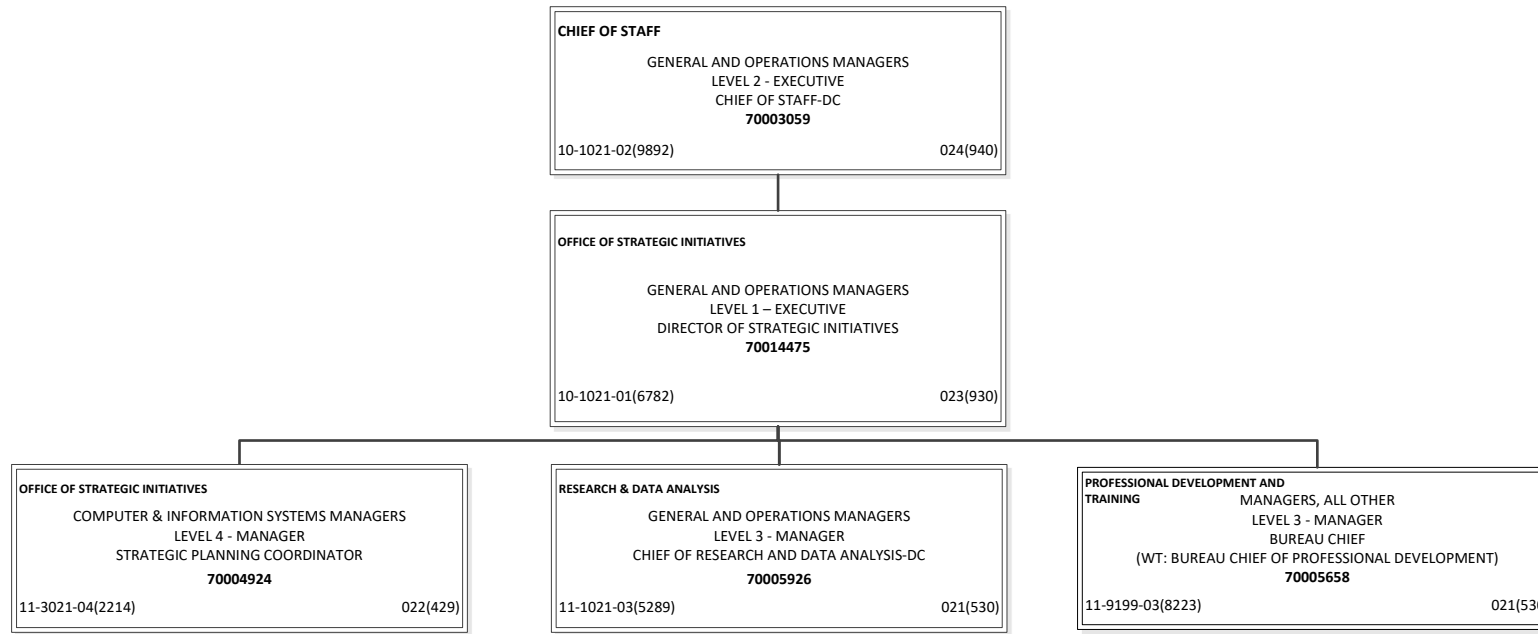 CHIEF OF STAFF
GENERAL AND OPERATIONS MANAGERS
LEVEL 2 - EXECUTIVE
CHIEF OF STAFF-DC
70003059
10-1021-02(9892) 024(940)
OFFICE OF STRATEGIC INITIATIVES
GENERAL AND OPERATIONS MANAGERS
LEVEL 1 – EXECUTIVE
DIRECTOR OF STRATEGIC INITIATIVES
70014475
10-1021-01(6782) 023(930)
OFFICE OF STRATEGIC INITIATIVES
COMPUTER & INFORMATION SYSTEMS MANAGERS
LEVEL 4 - MANAGER
STRATEGIC PLANNING COORDINATOR
70004924
11-3021-04(2214) 022(429)
RESEARCH & DATA ANALYSIS
GENERAL AND OPERATIONS MANAGERS
LEVEL 3 - MANAGER
CHIEF OF RESEARCH AND DATA ANALYSIS-DC
70005926
11-1021-03(5289) 021(530)
PROFESSIONAL DEVELOPMENT AND
TRAINING
MANAGERS, ALL OTHER
LEVEL 3 - MANAGER
BUREAU CHIEF
(WT: BUREAU CHIEF OF PROFESSIONAL DEVELOPMENT)
70005658
11-9199-03(8223)